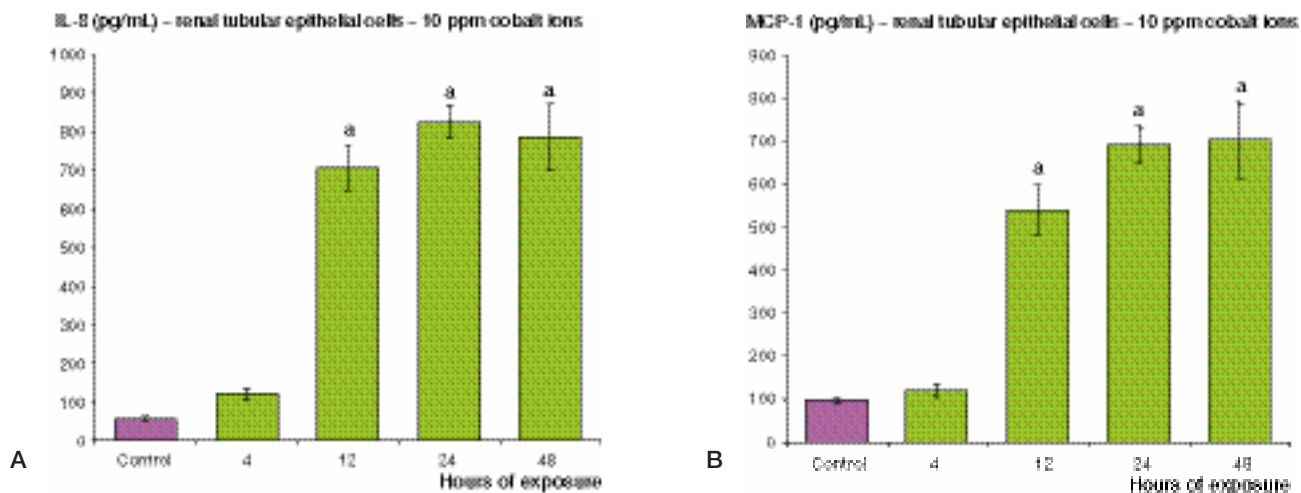 IL-8 (pg/mL) – renal tubular epithelial cells – 10 ppm cobalt ions
1000
900
a
a
800
a
700
600
500
400
300
200
100
0
Control 4 12 24 48
Hours of exposure
A
MCP-1 (pg/mL) – renal tubular epithelial cells – 10 ppm cobalt ions
900
a
800
a
700
a
600
500
400
300
200
100
0
Control 4 12 24 48
Hours of exposure
B